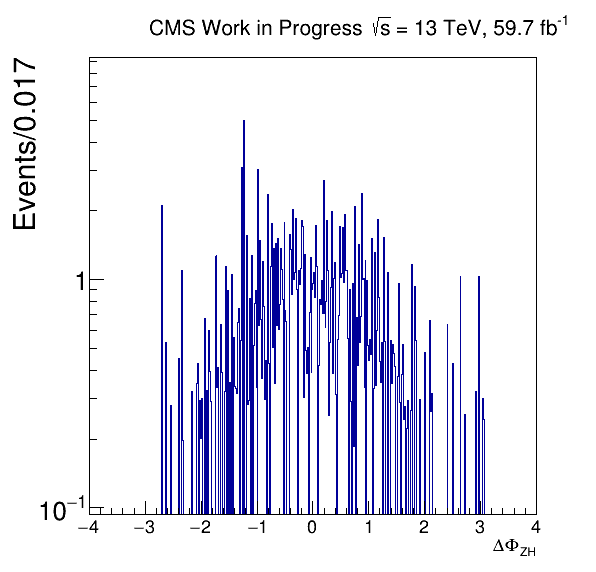 CMS Work in Progress √s = 13 TeV, 59.7 fb⁻¹
Events/0.017
1
10⁻¹
−4 −3 −2 −1 0 1 2 3 4
ΔΦ_ZH